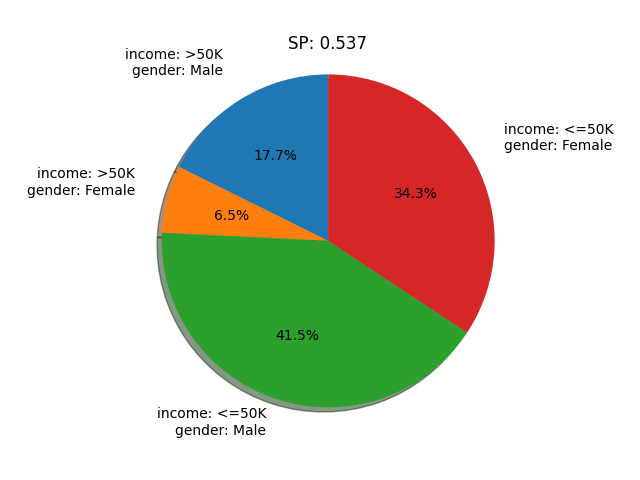 SP: 0.537
income: >50K
gender: Male
17.7%
income: >50K
gender: Female
6.5%
income: <=50K
gender: Male
41.5%
income: <=50K
gender: Female
34.3%